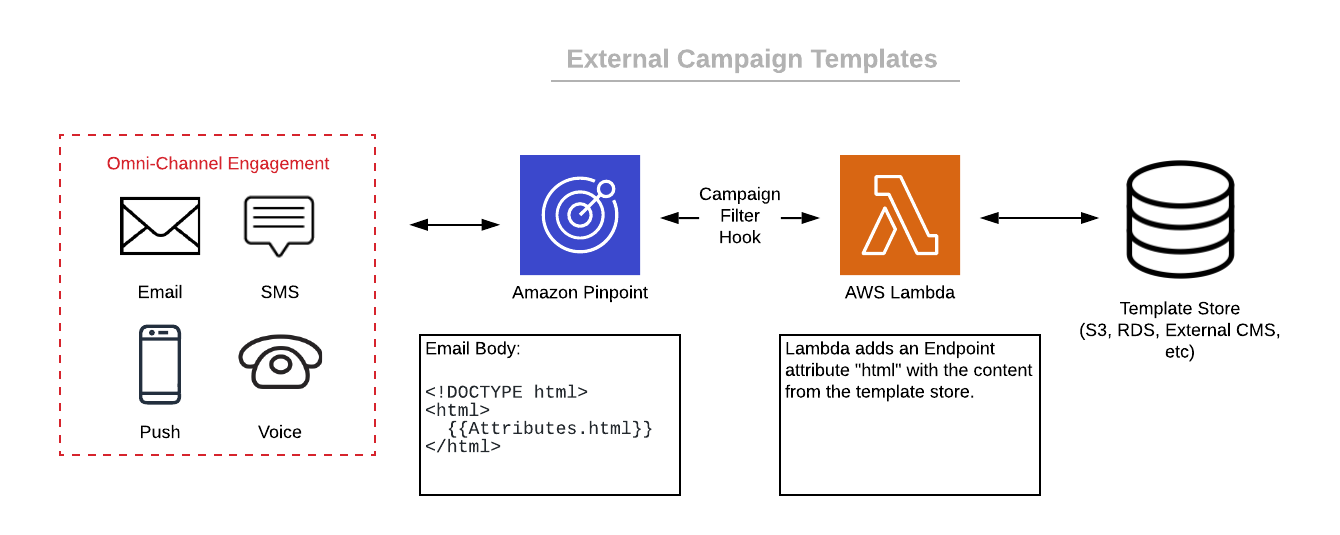 External Campaign Templates
Omni-Channel Engagement
Email
SMS
Push
Voice
Amazon Pinpoint
Campaign
Filter
Hook
AWS Lambda
Template Store
(S3, RDS, External CMS,
etc)
Email Body:
<!DOCTYPE html>
<html>
  {{Attributes.html}}
</html>
Lambda adds an Endpoint
attribute "html" with the content
from the template store.